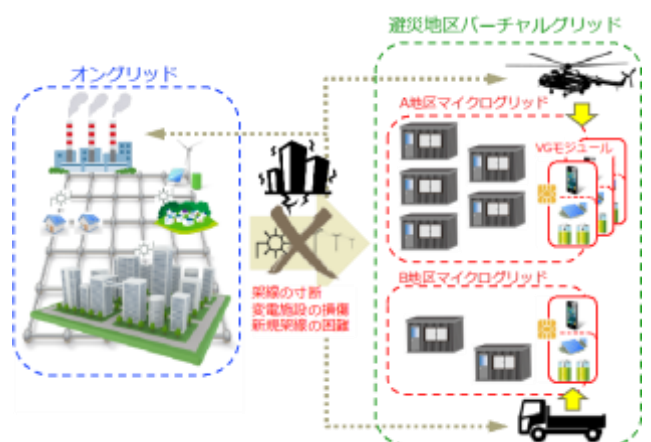 避災地区バーチャルグリッド
オングリッド
A地区マイクログリッド
VGモジュール
架線の寸断
変電施設の損傷
新規架線の困難
B地区マイクログリッド